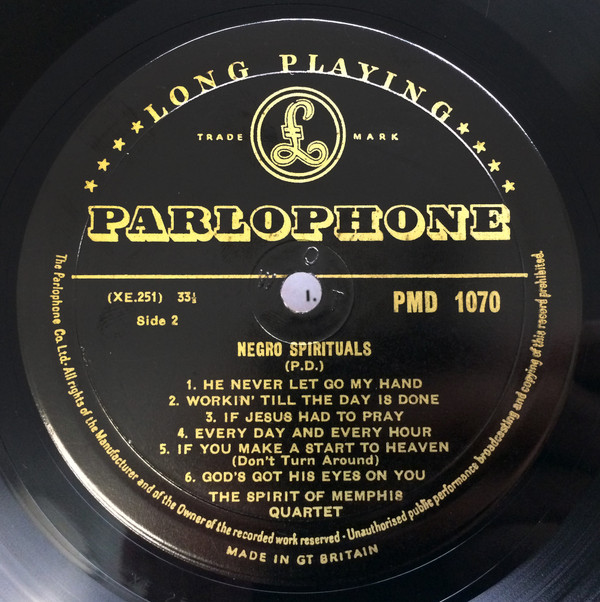 ★★★★★LONG PLAYING★★★★★
TRADE £ MARK
PARLOPHONE
(XE.251) 33⅓
PMD 1070
Side 2
1.
NEGRO SPIRITUALS
(P.D.)
1. HE NEVER LET GO MY HAND
2. WORKIN' TILL THE DAY IS DONE
3. IF JESUS HAD TO PRAY
4. EVERY DAY AND EVERY HOUR
5. IF YOU MAKE A START TO HEAVEN
(Don't Turn Around)
6. GOD'S GOT HIS EYES ON YOU
THE SPIRIT OF MEMPHIS
QUARTET
The Parlophone Co. Ltd. All rights of the Manufacturer and of the Owner of the recorded work reserved · Unauthorised public performance broadcasting and copying of this record prohibited.
MADE IN GT BRITAIN